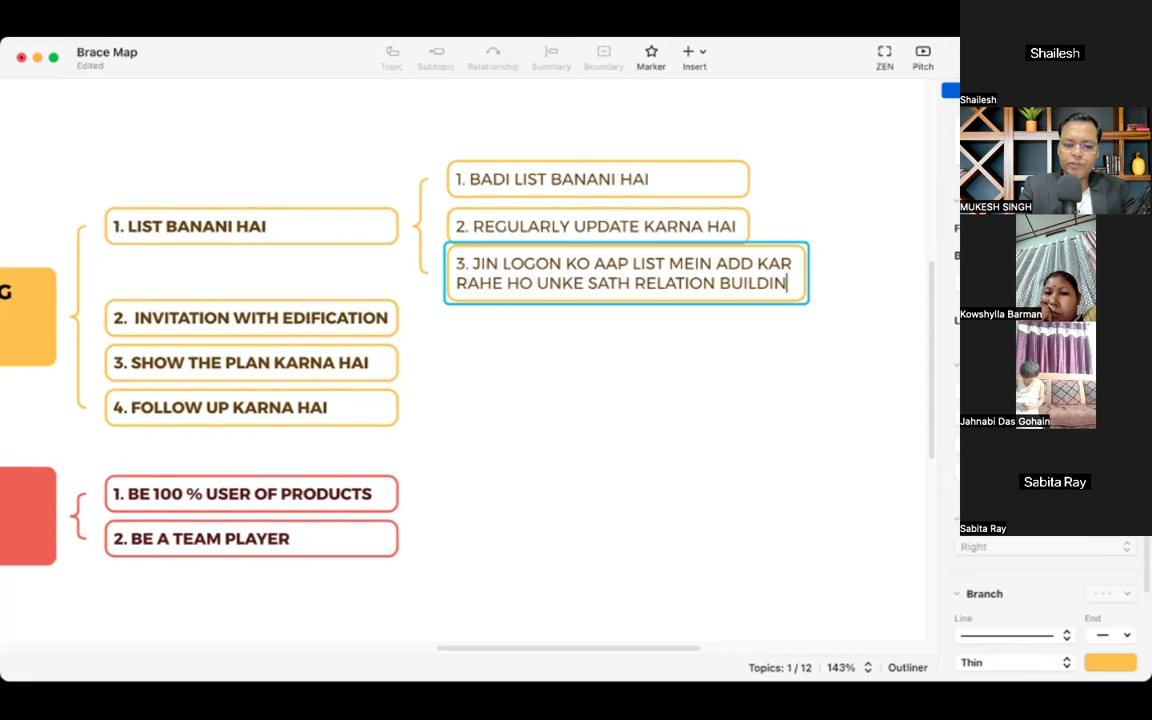 Brace Map
Edited
Topic
Subtopic
Relationship
Summary
Boundary
Marker
Insert
ZEN
Pitch
G
1. LIST BANANI HAI
2. INVITATION WITH EDIFICATION
3. SHOW THE PLAN KARNA HAI
4. FOLLOW UP KARNA HAI
1. BADI LIST BANANI HAI
2. REGULARLY UPDATE KARNA HAI
3. JIN LOGON KO AAP LIST MEIN ADD KAR
RAHE HO UNKE SATH RELATION BUILDIN
1. BE 100 % USER OF PRODUCTS
2. BE A TEAM PLAYER
Shailesh
Shailesh
MUKESH SINGH
Kowshylla Barman
Jahnabi Das Gohain
Sabita Ray
Sabita Ray
Right
Branch
Line
End
Thin
Topics: 1 / 12
143%
Outliner